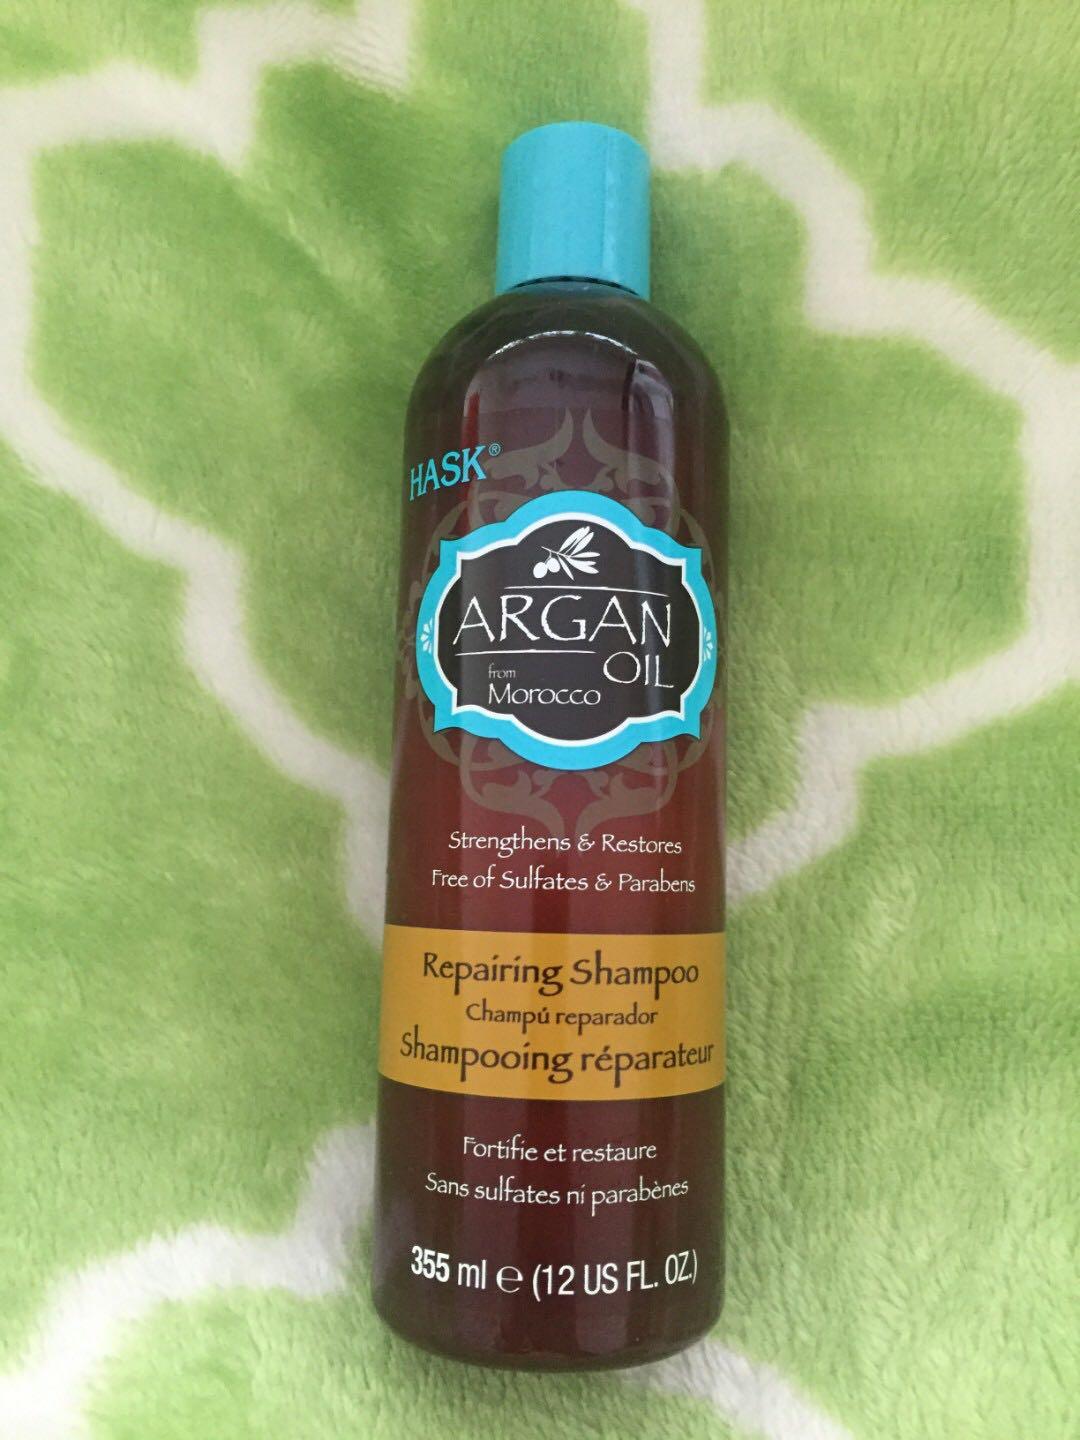 HASK®
ARGAN
OIL
from
Morocco
Strengthens & Restores
Free of Sulfates & Parabens
Repairing Shampoo
Champú reparador
Shampooing réparateur
Fortifie et restaure
Sans sulfates ni parabènes
355 ml ℮ (12 US FL. OZ.)